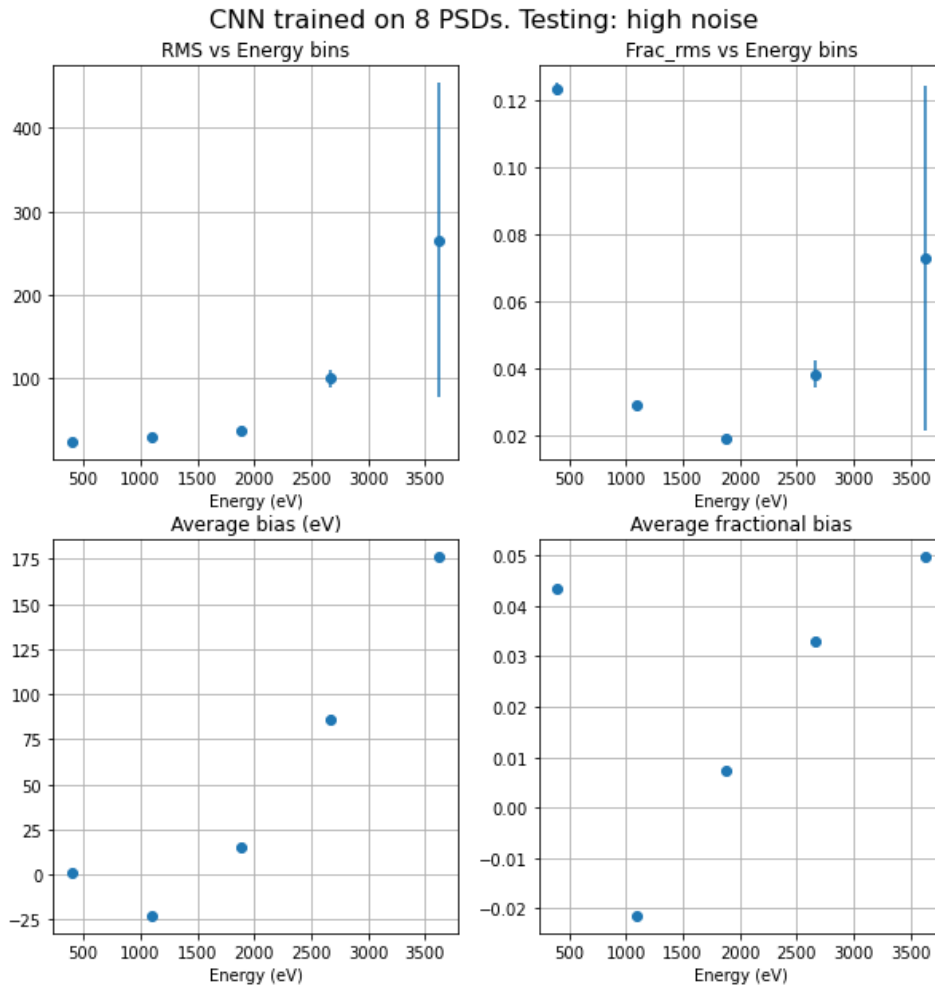 CNN trained on 8 PSDs. Testing: high noise
RMS vs Energy bins
400
300
200
100
500 1000 1500 2000 2500 3000 3500
Energy (eV)
Frac_rms vs Energy bins
0.12
0.10
0.08
0.06
0.04
0.02
500 1000 1500 2000 2500 3000 3500
Energy (eV)
Average bias (eV)
175
150
125
100
75
50
25
0
−25
500 1000 1500 2000 2500 3000 3500
Energy (eV)
Average fractional bias
0.05
0.04
0.03
0.02
0.01
0.00
−0.01
−0.02
500 1000 1500 2000 2500 3000 3500
Energy (eV)